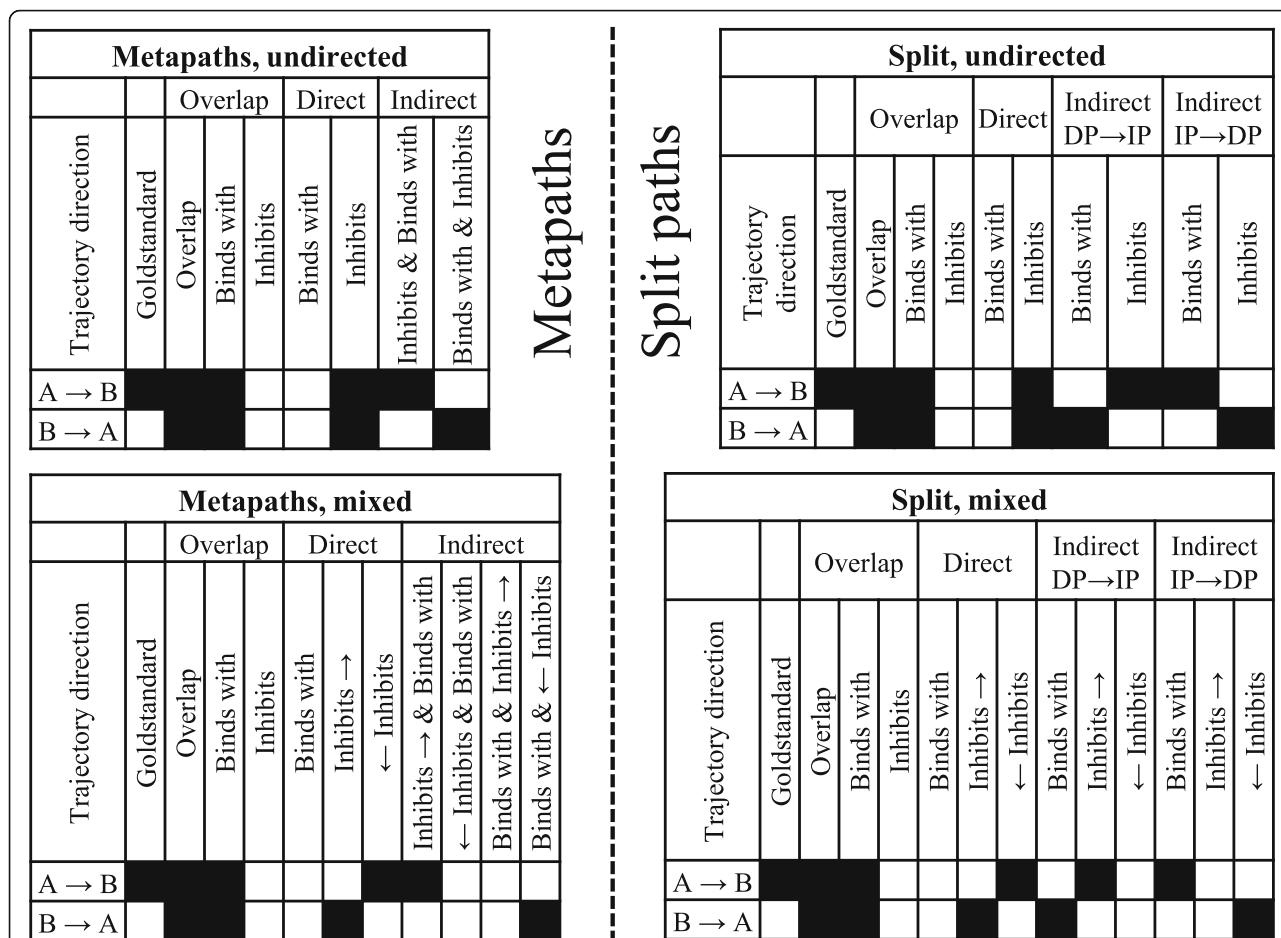 Metapaths, undirected
Overlap Direct Indirect
Trajectory direction
Goldstandard
Overlap
Binds with
Inhibits
Binds with
Inhibits
Inhibits & Binds with
Binds with & Inhibits
A → B
B → A
Metapaths
Split paths
Split, undirected
Overlap Direct Indirect DP→IP Indirect IP→DP
Trajectory
direction
Goldstandard
Overlap
Binds with
Inhibits
Binds with
Inhibits
Binds with
Inhibits
Binds with
Inhibits
A → B
B → A
Metapaths, mixed
Overlap Direct Indirect
Trajectory direction
Goldstandard
Overlap
Binds with
Inhibits
Binds with
Inhibits →
← Inhibits
Inhibits → & Binds with
← Inhibits & Binds with
Binds with & Inhibits →
Binds with & ← Inhibits
A → B
B → A
Split, mixed
Overlap Direct Indirect DP→IP Indirect IP→DP
Trajectory direction
Goldstandard
Overlap
Binds with
Inhibits
Binds with
Inhibits →
← Inhibits
Binds with
Inhibits →
← Inhibits
Binds with
Inhibits →
← Inhibits
A → B
B → A